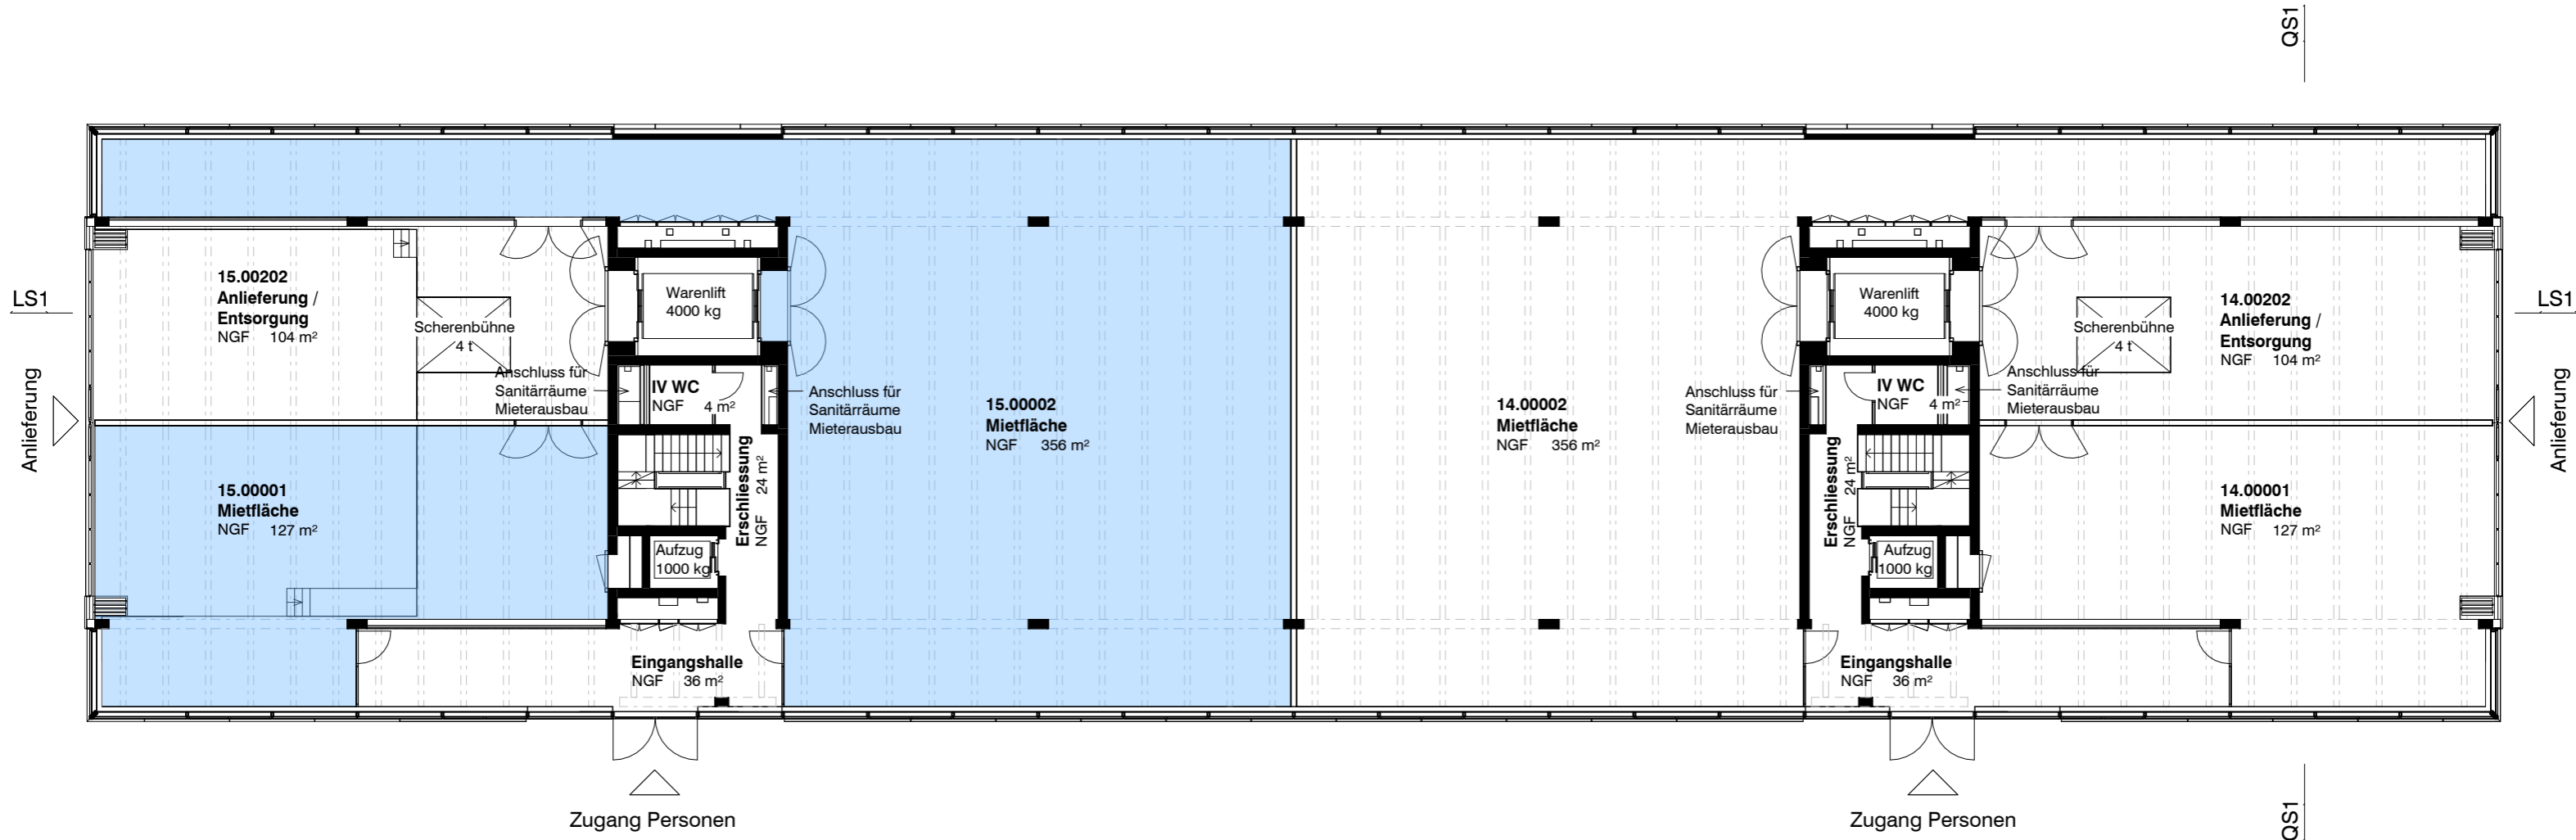 QS1
15.00202
Anlieferung /
Entsorgung
NGF 104 m²
LS1
Scherenbühne
4 t
Warenlift
4000 kg
Anlieferung
Anschluss für
Sanitärräume
Mieterausbau
IV WC
NGF 4 m²
Anschluss für
Sanitärräume
Mieterausbau
15.00002
Mietfläche
NGF 356 m²
15.00001
Mietfläche
NGF 127 m²
Erschliessung
NGF 24 m²
Aufzug
1000 kg
Eingangshalle
NGF 36 m²
Zugang Personen
14.00002
Mietfläche
NGF 356 m²
Warenlift
4000 kg
Anschluss für
Sanitärräume
Mieterausbau
IV WC
NGF 4 m²
Anschluss für
Sanitärräume
Mieterausbau
Scherenbühne
4 t
14.00202
Anlieferung /
Entsorgung
NGF 104 m²
LS1
Anlieferung
Erschliessung
NGF 24 m²
Aufzug
1000 kg
14.00001
Mietfläche
NGF 127 m²
Eingangshalle
NGF 36 m²
Zugang Personen
QS1